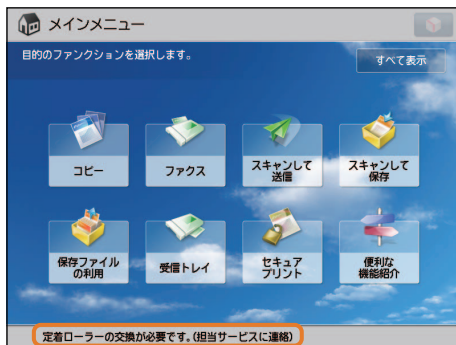 メインメニュー
目的のファンクションを選択します。
すべて表示
コピー
ファクス
スキャンして
送信
スキャンして
保存
保存ファイル
の利用
受信トレイ
セキュア
プリント
便利な
機能紹介
定着ローラーの交換が必要です。(担当サービスに連絡)